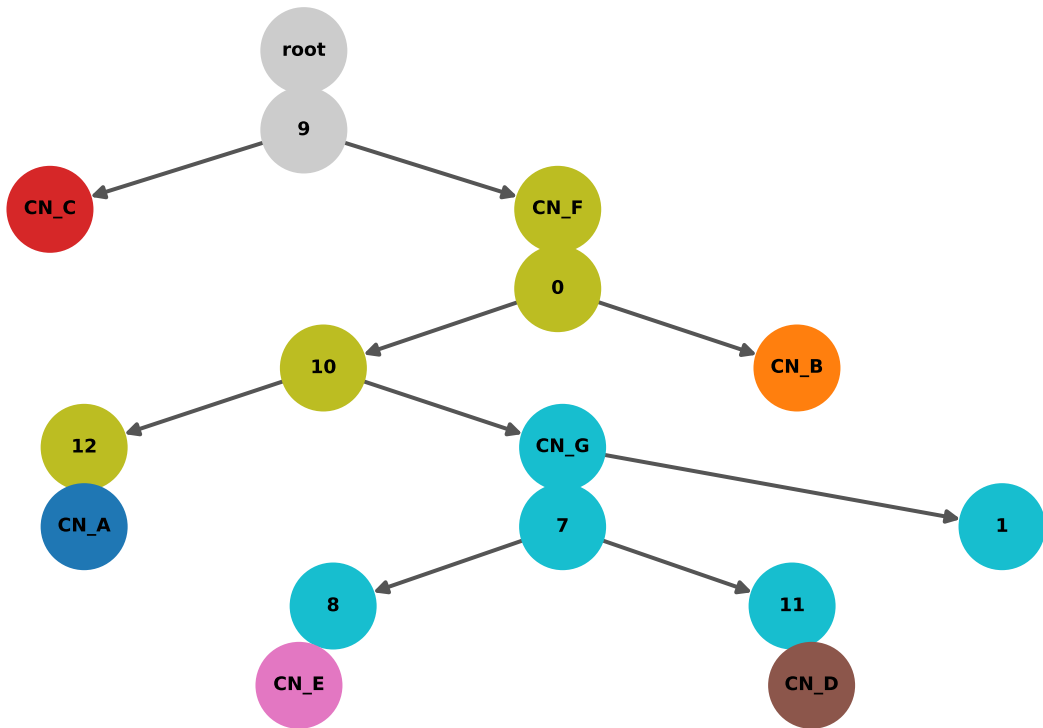 root
9
CN_C
CN_F
0
10
CN_B
12
CN_G
CN_A
7
1
8
11
CN_E
CN_D